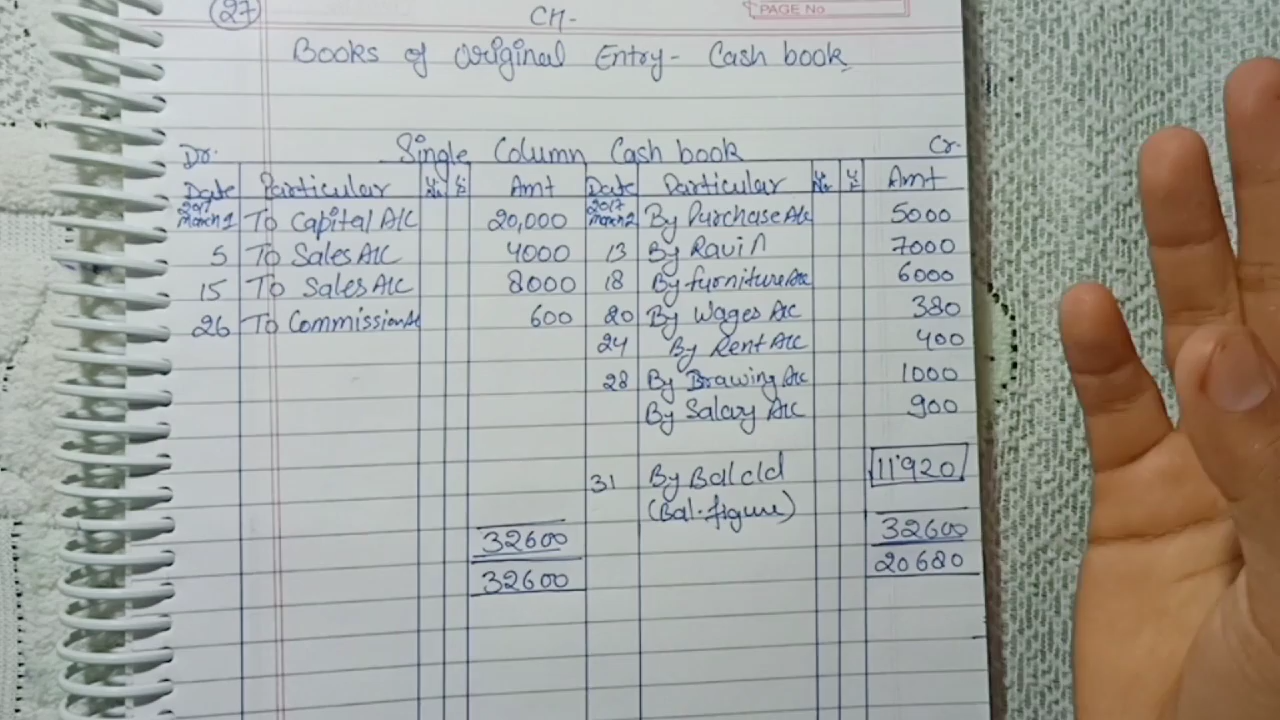 27
CH-
PAGE No
Books of Original Entry - Cash book
Dr. Single Column Cash book Cr.
Date Particular V.No L.F Amt Date Particular V.No L.F Amt
2017 March 1 To Capital A/C 20,000 2017 March 2 By Purchase A/c 5000
5 To Sales A/C 4000 13 By Ravi 7000
15 To Sales A/C 8000 18 By furniture A/c 6000
26 To Commission A/c 600 20 By Wages A/c 380
24 By Rent A/c 400
28 By Drawing A/c 1000
By Salary A/c 900
31 By Bal c/d 11920
(Bal. figure)
32600 32600
32600 20680